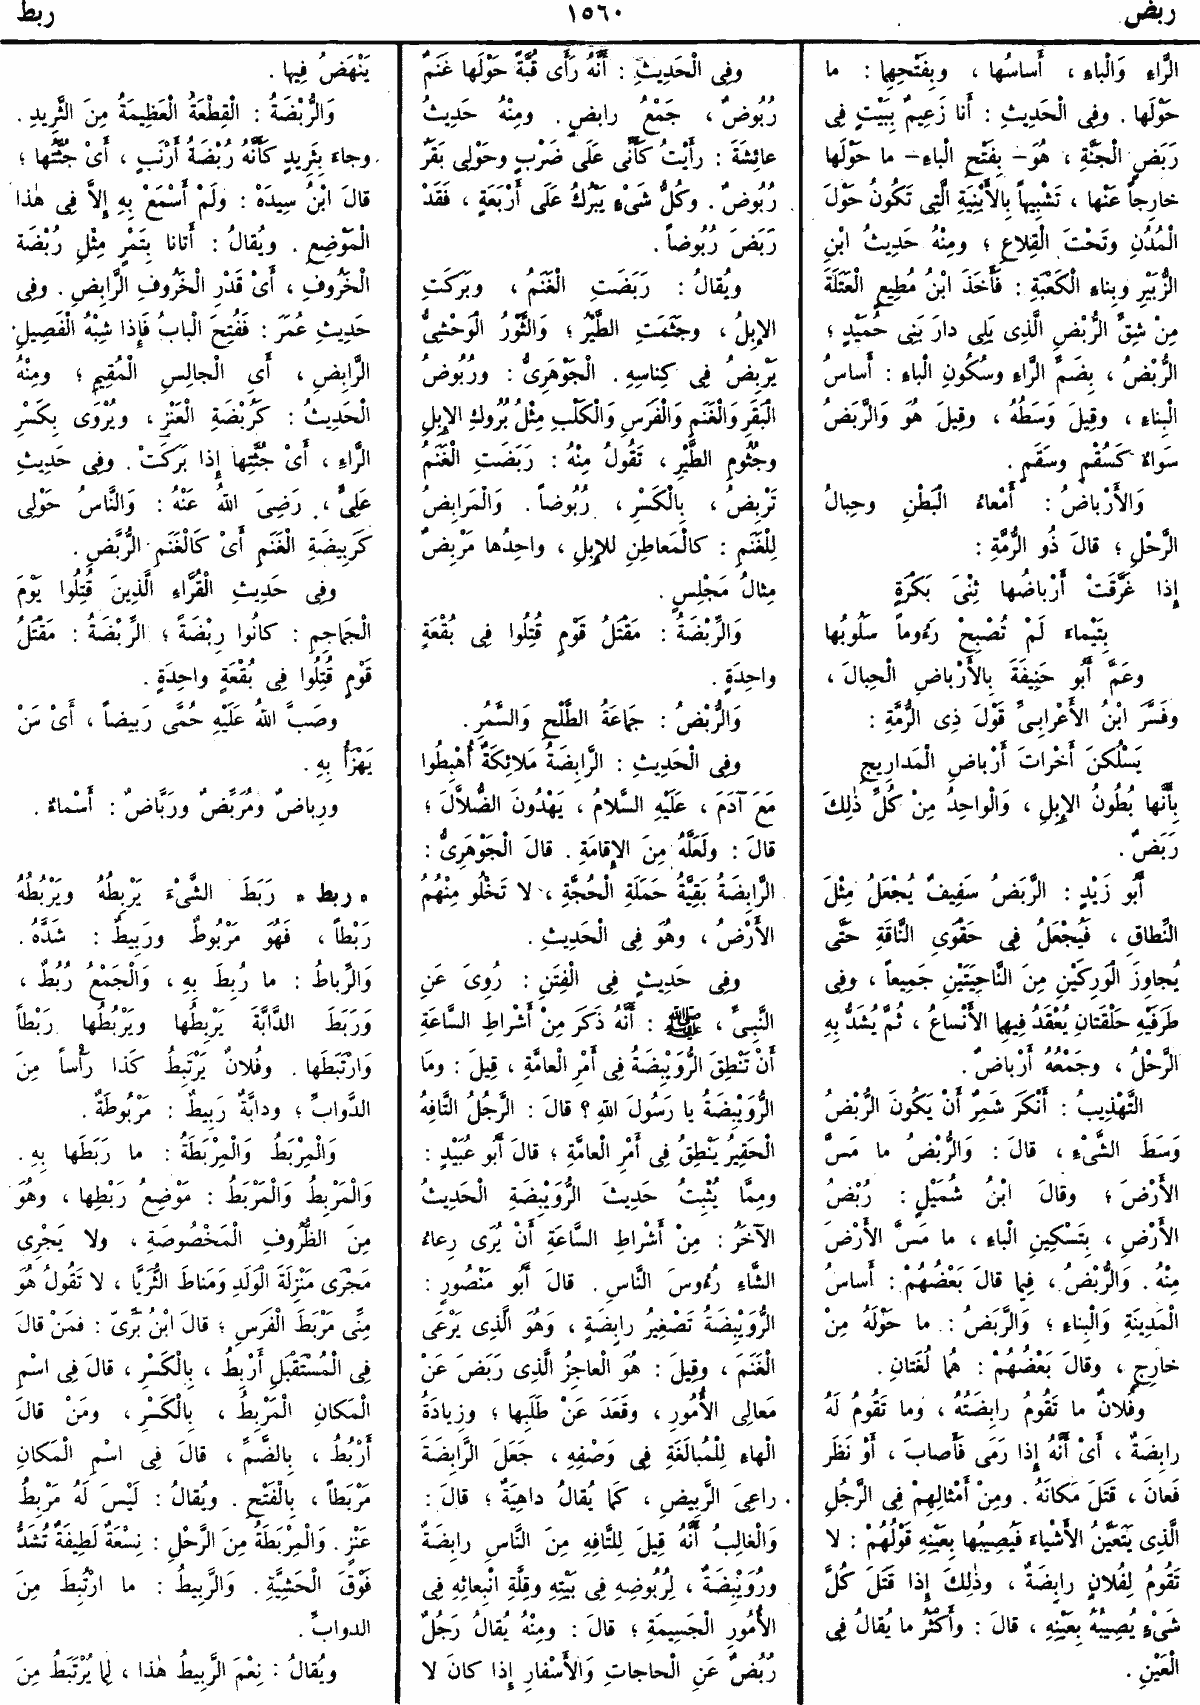 ربض
١٥٦٠
ربط
الرَّاءِ وَالْباءِ ، أَساسُها ، وبِفَتْحِها : ما
حَوْلَها . وفِى الْحَدِيثِ : أَنا زَعِيمٌ بِبَيْتٍ فِى
رَبَضِ الْجَنَّةِ ، هُوَ – بِفَتْحِ الْباءِ – ما حَوْلَها
خارِجاً عَنْها ، تَشْبِيهاً بِالأَبْنِيَةِ الَّتِى تَكُونُ حَوْلَ
الْمُدُنِ وتَحْتَ الْقِلاعِ ؛ ومِنْهُ حَدِيثُ ابْنِ
الزُّبَيْرِ وبِناءِ الْكَعْبَةِ : فَأَخَذَ ابْنُ مُطِيعٍ الْعَتَلَةَ
مِنْ شِقِّ الرُّبْضِ الَّذِى يَلِى دارَ بَنِى حُمَيْدٍ ؛
الرُّبْضُ ، بِضَمِّ الرَّاءِ وسُكُونِ الْباءِ : أَساسُ
الْبِناءِ ، وقِيلَ وَسَطُهُ ، وقِيلَ هُوَ وَالرَّبَضُ
سَواءٌ كَسُقْمٍ وسَقَمٍ .
وَالأَرْباضُ : أَمْعاءُ الْبَطْنِ وحِبالُ
الرَّحْلِ ؛ قالَ ذُو الرُّمَّةِ :
إِذا غَرَّقَتْ أَرْباضُها ثِنْىَ بَكْرَةٍ
بِتَيْماءَ لَمْ تُصْبِحْ رَءُوماً سَلُوبُها
وعَمَّ أَبُو حَنِيفَةَ بِالأَرْباضِ الْحِبالَ ،
وفَسَّرَ ابْنُ الأَعْرابِىِّ قَوْلَ ذِى الرُّمَّةِ :
يَسْلُكْنَ أَخْراتَ أَرْباضِ الْمَدارِيجِ
بِأَنَّها بُطُونُ الإِبِلِ ، وَالْواحِدُ مِنْ كُلِّ ذٰلِكَ
رَبَضٌ .
أَبُو زَيْدٍ : الرَّبَضُ سَفِيفٌ يُجْعَلُ مِثْلَ
النِّطاقِ ، فَيُجْعَلُ فِى حَقْوَىِ النَّاقَةِ حَتَّى
يُجاوِزَ الْوَرِكَيْنِ مِنَ النَّاحِيَتَيْنِ جَمِيعاً ، وفِى
طَرَفَيْهِ حَلْقَتانِ يُعْقَدُ فِيهِما الأَنْساعُ ، ثُمَّ يُشَدُّ بِهِ
الرَّحْلُ ، وجَمْعُهُ أَرْباضٌ .
التَّهْذِيبُ : أَنْكَرَ شَمِرٌ أَنْ يَكُونَ الرُّبْضُ
وَسَطَ الشَّىْءِ ، قالَ : وَالرُّبْضُ ما مَسَّ
الأَرْضَ ؛ وقالَ ابْنُ شُمَيْلٍ : رُبْضُ
الأَرْضِ ، بِتَسْكِينِ الْباءِ ، ما مَسَّ الأَرْضَ
مِنْهُ . وَالرُّبْضُ ، فِيما قالَ بَعْضُهُمْ : أَساسُ
الْمَدِينَةِ وَالْبِناءِ ؛ وَالرَّبَضُ : ما حَوْلَهُ مِنْ
خارِجٍ ، وقالَ بَعْضُهُمْ : هُما لُغَتانِ .
وفُلانٌ ما تَقُومُ رابِضَتُهُ ، وما تَقُومُ لَهُ
رابِضَةٌ ، أَىْ أَنَّهُ إِذا رَمَى فَأَصابَ ، أَوْ نَظَرَ
فَعانَ ، قَتَلَ مَكانَهُ . ومِنْ أَمْثالِهِمْ فِى الرَّجُلِ
الَّذِى يَتَعَيَّنُ الأَشْياءَ فَيُصِيبُها بِعَيْنِهِ قَوْلُهُمْ : لا
تَقُومُ لِفُلانٍ رابِضَةٌ ، وذٰلِكَ إِذا قَتَلَ كُلَّ
شَىْءٍ يُصِيبُهُ بِعَيْنِهِ ، قالَ : وأَكْثَرُ ما يُقالُ فِى
الْعَيْنِ .
وفِى الْحَدِيثِ : أَنَّهُ رَأَى قُبَّةً حَوْلَها غَنَمٌ
رُبُوضٌ ، جَمْعُ رابِضٍ . ومِنْهُ حَدِيثُ
عائِشَةَ : رأَيْتُ كَأَنِّى عَلَى ضَرْبٍ وحَوْلِى بَقَرٌ
رُبُوضٌ . وكُلُّ شَىْءٍ يَبْرُكُ عَلَى أَرْبَعَةٍ ، فَقَدْ
رَبَضَ رُبُوضاً .
ويُقالُ : رَبَضَتِ الْغَنَمُ ، وبَرَكَتِ
الإِبِلُ ، وجَثَمَتِ الطَّيْرُ ؛ وَالثَّوْرُ الْوَحْشِىُّ
يَرْبِضُ فِى كِناسِهِ . الْجَوْهَرِىُّ : ورُبُوضُ
الْبَقَرِ وَالْغَنَمِ وَالْفَرَسِ وَالْكَلْبِ مِثْلُ بُرُوكِ الإِبِلِ
وجُثُومِ الطَّيْرِ ، تَقُولُ مِنْهُ : رَبَضَتِ الْغَنَمُ
تَرْبِضُ ، بِالْكَسْرِ ، رُبُوضاً . وَالْمَرابِضُ
لِلْغَنَمِ : كالْمَعاطِنِ لِلإِبِلِ ، واحِدُها مَرْبِضٌ
مِثالُ مَجْلِسٍ .
وَالرِّبْضَةُ : مَقْتَلُ قَوْمٍ قُتِلُوا فِى بُقْعَةٍ
واحِدَةٍ .
وَالرُّبْضُ : جَماعَةُ الطَّلْحِ وَالسَّمُرِ .
وفِى الْحَدِيثِ : الرَّابِضَةُ مَلائِكَةٌ أُهْبِطُوا
مَعَ آدَمَ ، عَلَيْهِ السَّلامُ ، يَهْدُونَ الضُّلاَّلَ ؛
قالَ : ولَعَلَّهُ مِنَ الإِقامَةِ . قالَ الْجَوْهَرِىُّ :
الرَّابِضَةُ بَقِيَّةُ حَمَلَةِ الْحُجَّةِ ، لا تَخْلُو مِنْهُمُ
الأَرْضُ ، وهُوَ فِى الْحَدِيثِ .
وفِى حَدِيثٍ فِى الْفِتَنِ : رُوِىَ عَنِ
النَّبِىِّ ، ﷺ : أَنَّهُ ذَكَرَ مِنْ أَشْراطِ السَّاعَةِ
أَنْ تَنْطِقَ الرُّوَيْبِضَةُ فِى أَمْرِ الْعامَّةِ ، قِيلَ : وَمَا
الرُّوَيْبِضَةُ يا رَسُولَ اللهِ ؟ قالَ : الرَّجُلُ التَّافِهُ
الْحَقِيرُ يَنْطِقُ فِى أَمْرِ الْعامَّةِ ؛ قالَ أَبُو عُبَيْدٍ :
ومِمَّا يُثْبِتُ حَدِيثَ الرُّوَيْبِضَةِ الْحَدِيثُ
الآخَرُ : مِنْ أَشْراطِ السَّاعَةِ أَنْ يُرَى رِعاءُ
الشَّاءِ رُءُوسَ النَّاسِ . قالَ أَبُو مَنْصُورٍ :
الرُّوَيْبِضَةُ تَصْغِيرُ رابِضَةٍ ، وهُوَ الَّذِى يَرْعَى
الْغَنَمَ ، وقِيلَ : هُوَ الْعاجِزُ الَّذِى رَبَضَ عَنْ
مَعالِى الأُمُورِ ، وقَعَدَ عَنْ طَلَبِها ؛ وزِيادَةُ
الْهاءِ لِلْمُبالَغَةِ فِى وَصْفِهِ ، جَعَلَ الرَّابِضَةَ
راعِىَ الرَّبِيضِ ، كَما يُقالُ داهِيَةٌ ؛ قالَ :
وَالْغالِبُ أَنَّهُ قِيلَ لِلتَّافِهِ مِنَ النَّاسِ رابِضَةٌ
ورُوَيْبِضَةٌ ، لِرُبُوضِهِ فِى بَيْتِهِ وقِلَّةِ انْبِعاثِهِ فِى
الأُمُورِ الْجَسِيمَةِ ؛ قالَ : ومِنْهُ يُقالُ رَجُلٌ
رُبُضٌ عَنِ الْحاجاتِ وَالأَسْفارِ إِذا كانَ لا
يَنْهَضُ فِيها .
وَالرُّبْضَةُ : الْقِطْعَةُ الْعَظِيمَةُ مِنَ الثَّرِيدِ .
وجاءَ بِثَرِيدٍ كَأَنَّهُ رُبْضَةُ أَرْنَبٍ ، أَىْ جُثَّتُها ؛
قالَ ابْنُ سِيدَهْ : ولَمْ أَسْمَعْ بِهِ إِلاَّ فِى هٰذا
الْمَوْضِعِ . ويُقالُ : أَتانا بِتَمْرٍ مِثْلِ رُبْضَةِ
الْخَرُوفِ ، أَىْ قَدْرِ الْخَرُوفِ الرَّابِضِ . وفِى
حَدِيثِ عُمَرَ : فَفُتِحَ الْبابُ فَإِذا شِبْهُ الْفَصِيلِ
الرَّابِضِ ، أَىِ الْجالِسِ الْمُقِيمِ ؛ ومِنْهُ
الْحَدِيثُ : كَرُبْضَةِ الْعَنْزِ ، ويُرْوَى بِكَسْرِ
الرَّاءِ ، أَىْ جُثَّتِها إِذا بَرَكَتْ . وفِى حَدِيثِ
عَلِىٍّ ، رَضِىَ اللهُ عَنْهُ : وَالنَّاسُ حَوْلِى
كَرَبِيضَةِ الْغَنَمِ أَىْ كَالْغَنَمِ الرُّبَّضِ .
وفِى حَدِيثِ الْقُرَّاءِ الَّذِينَ قُتِلُوا يَوْمَ
الْجَماجِمِ : كانُوا رِبْضَةً ؛ الرِّبْضَةُ : مَقْتَلُ
قَوْمٍ قُتِلُوا فِى بُقْعَةٍ واحِدَةٍ .
وصَبَّ اللهُ عَلَيْهِ حُمَّى رَبِيضاً ، أَىْ مَنْ
يَهْزَأُ بِهِ .
ورِباضٌ ومُرَبِّضٌ ورَبَّاضٌ : أَسْماءٌ .
* ربط * رَبَطَ الشَّىْءَ يَرْبِطُهُ ويَرْبُطُهُ
رَبْطاً ، فَهُوَ مَرْبُوطٌ ورَبِيطٌ : شَدَّهُ .
وَالرِّباطُ : ما رُبِطَ بِهِ ، وَالْجَمْعُ رُبُطٌ ،
وَرَبَطَ الدَّابَّةَ يَرْبِطُها ويَرْبُطُها رَبْطاً
وَارْتَبَطَها . وفُلانٌ يَرْتَبِطُ كَذا رأْساً مِنَ
الدَّوابِّ ؛ ودابَّةٌ رَبِيطٌ : مَرْبُوطَةٌ .
وَالْمِرْبَطُ وَالْمِرْبَطَةُ : ما رَبَطَها بِهِ .
وَالْمَرْبِطُ وَالْمَرْبَطُ : مَوْضِعُ رَبْطِها ، وهُوَ
مِنَ الظُّرُوفِ الْمَخْصُوصَةِ ، ولا يَجْرِى
مَجْرَى مَنْزِلَةَ الْوَلَدِ وَمَناطَ الثُّرَيَّا ، لا تَقُولُ هُوَ
مِنِّى مَرْبَطَ الْفَرَسِ ؛ قالَ ابْنُ بَرِّىّ : فَمَنْ قالَ
فِى الْمُسْتَقْبَلِ أَرْبِطُ ، بِالْكَسْرِ ، قالَ فِى اسْمِ
الْمَكانِ الْمَرْبِطُ ، بِالْكَسْرِ ، ومَنْ قالَ
أَرْبُطُ ، بِالضَّمِّ ، قالَ فِى اسْمِ الْمَكانِ
مَرْبَطاً ، بِالْفَتْحِ . ويُقالُ : لَيْسَ لَهُ مَرْبِطُ
عَنْزٍ . وَالْمِرْبَطَةُ مِنَ الرَّحْلِ : نِسْعَةٌ لَطِيفَةٌ تُشَدُّ
فَوْقَ الْحَشِيَّةِ . وَالرَّبِيطُ : ما ارْتُبِطَ مِنَ
الدوابِّ .
ويُقالُ : نِعْمَ الرَّبِيطُ هٰذا ، لِما يُرْتَبَطُ مِنَ